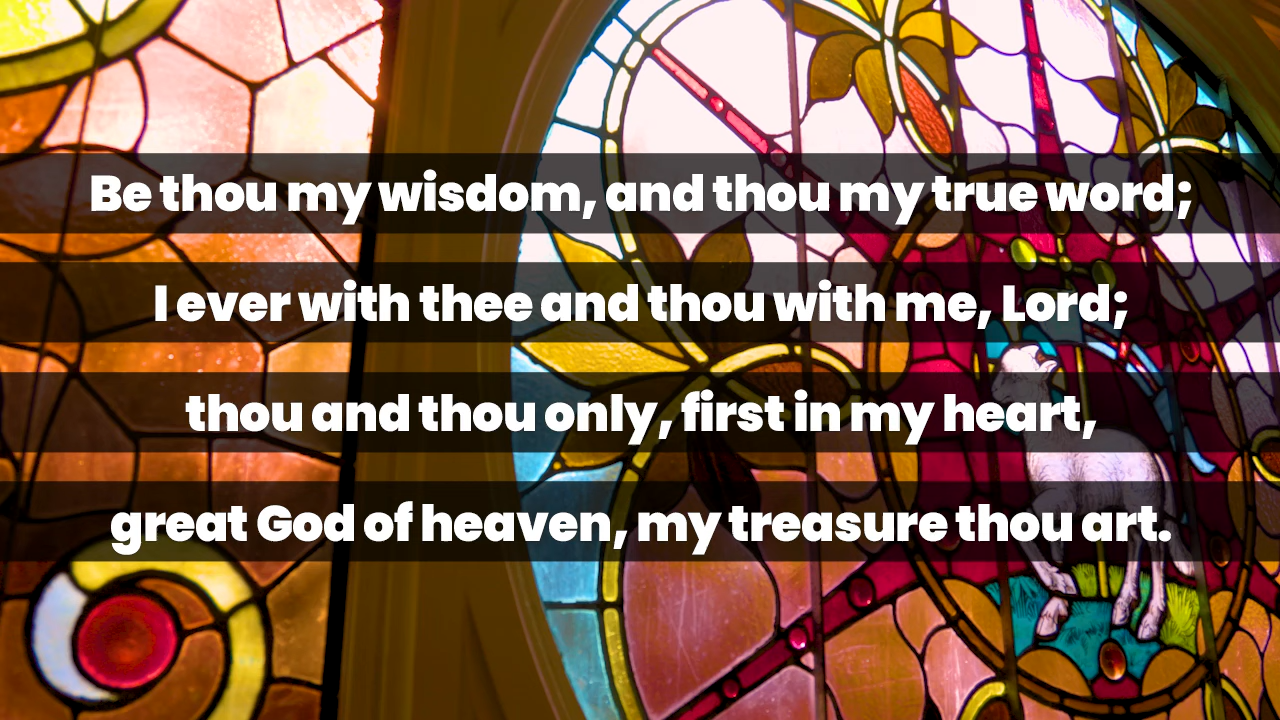 Be thou my wisdom, and thou my true word;
I ever with thee and thou with me, Lord;
thou and thou only, first in my heart,
great God of heaven, my treasure thou art.